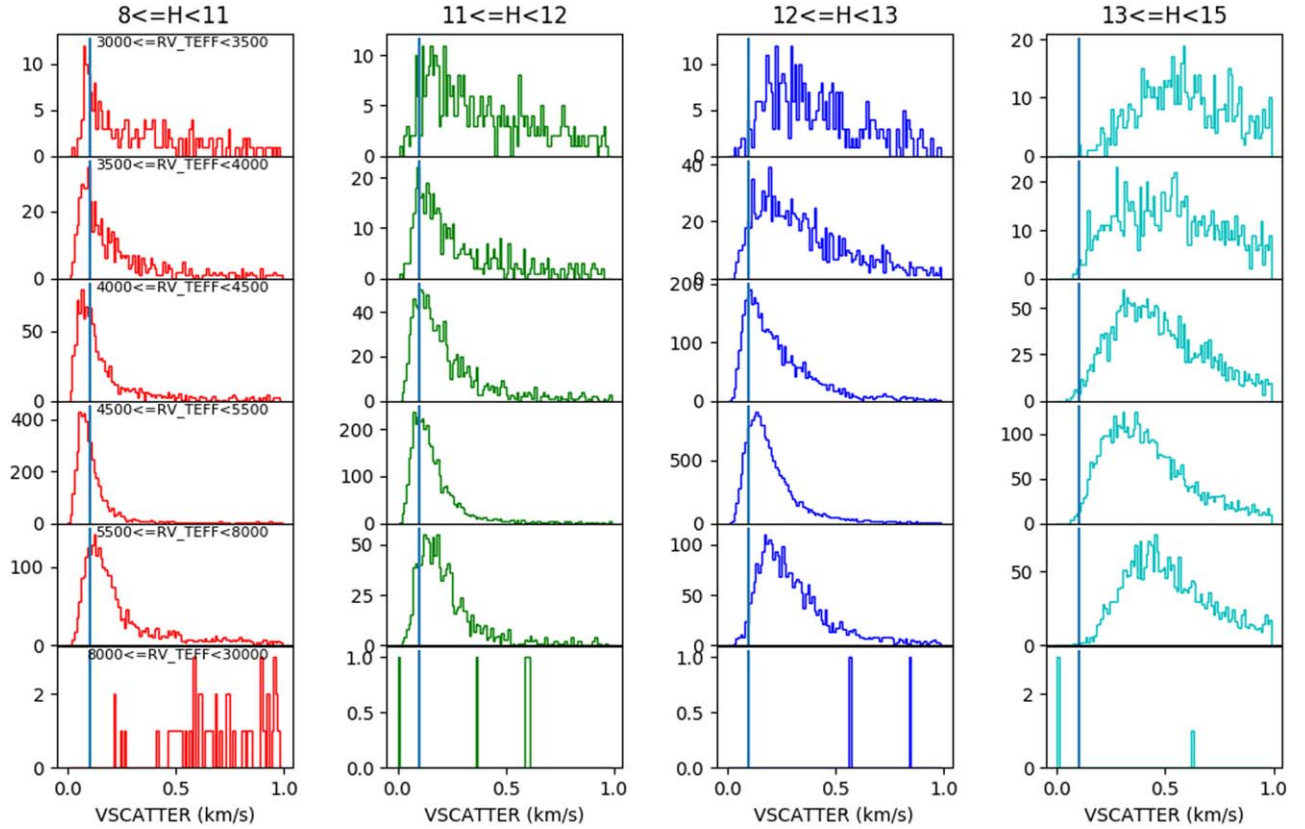 8<=H<11 11<=H<12 12<=H<13 13<=H<15
3000<=RV_TEFF<3500
10 5 0
10 5 0
10 5 0
20 10 0
3500<=RV_TEFF<4000
20 0
20 10 0
40 20 0
20 10 0
4000<=RV_TEFF<4500
50 0
40 20 0
200 100 0
50 25 0
4500<=RV_TEFF<5500
400 200 0
200 100 0
500 0
100 50 0
5500<=RV_TEFF<8000
100 0
50 25 0
100 50 0
50 0
8000<=RV_TEFF<30000
2 0
1.0 0.5 0.0
1.0 0.5 0.0
2 0
0.0 0.5 1.0 0.0 0.5 1.0 0.0 0.5 1.0 0.0 0.5 1.0
VSCATTER (km/s) VSCATTER (km/s) VSCATTER (km/s) VSCATTER (km/s)